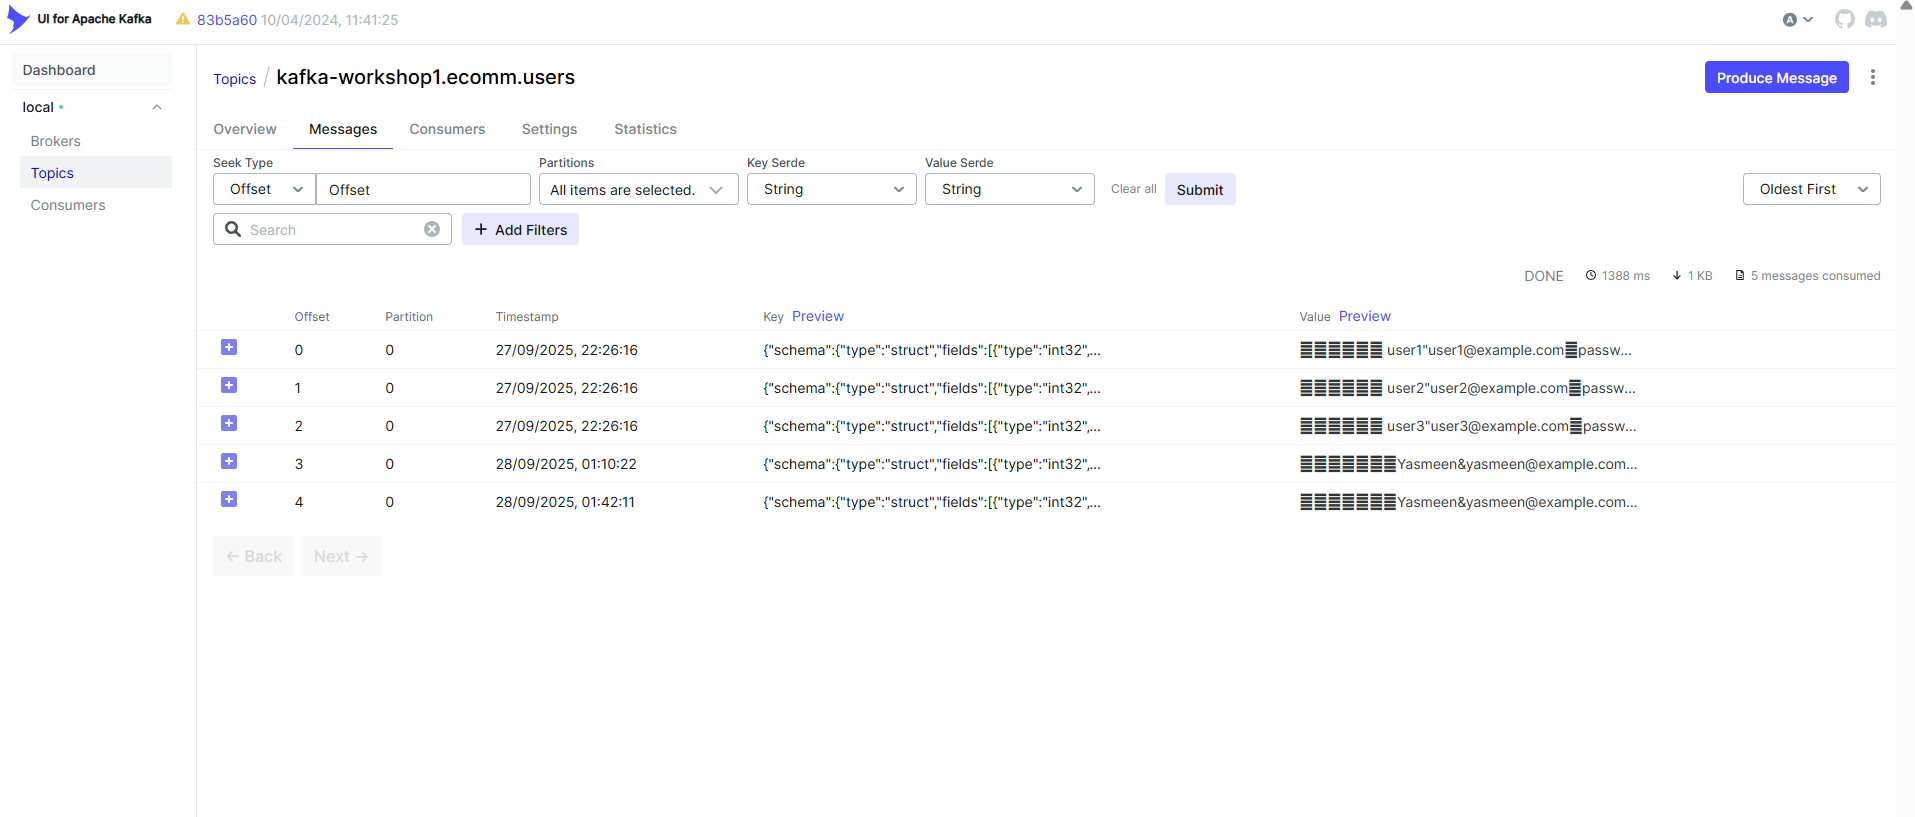 UI for Apache Kafka 83b5a60 10/04/2024, 11:41:25 A
Dashboard
local
Brokers
Topics
Consumers
Topics / kafka-workshop1.ecomm.users
Produce Message
Overview Messages Consumers Settings Statistics
Seek Type Partitions Key Serde Value Serde
Offset Offset All items are selected. String String Clear all Submit Oldest First
Search + Add Filters
DONE 1388 ms 1 KB 5 messages consumed
Offset Partition Timestamp Key Preview Value Preview
0 0 27/09/2025, 22:26:16 {"schema":{"type":"struct","fields":[{"type":"int32",... user1"user1@example.com passw...
1 0 27/09/2025, 22:26:16 {"schema":{"type":"struct","fields":[{"type":"int32",... user2"user2@example.com passw...
2 0 27/09/2025, 22:26:16 {"schema":{"type":"struct","fields":[{"type":"int32",... user3"user3@example.com passw...
3 0 28/09/2025, 01:10:22 {"schema":{"type":"struct","fields":[{"type":"int32",... Yasmeen&yasmeen@example.com...
4 0 28/09/2025, 01:42:11 {"schema":{"type":"struct","fields":[{"type":"int32",... Yasmeen&yasmeen@example.com...
← Back Next →